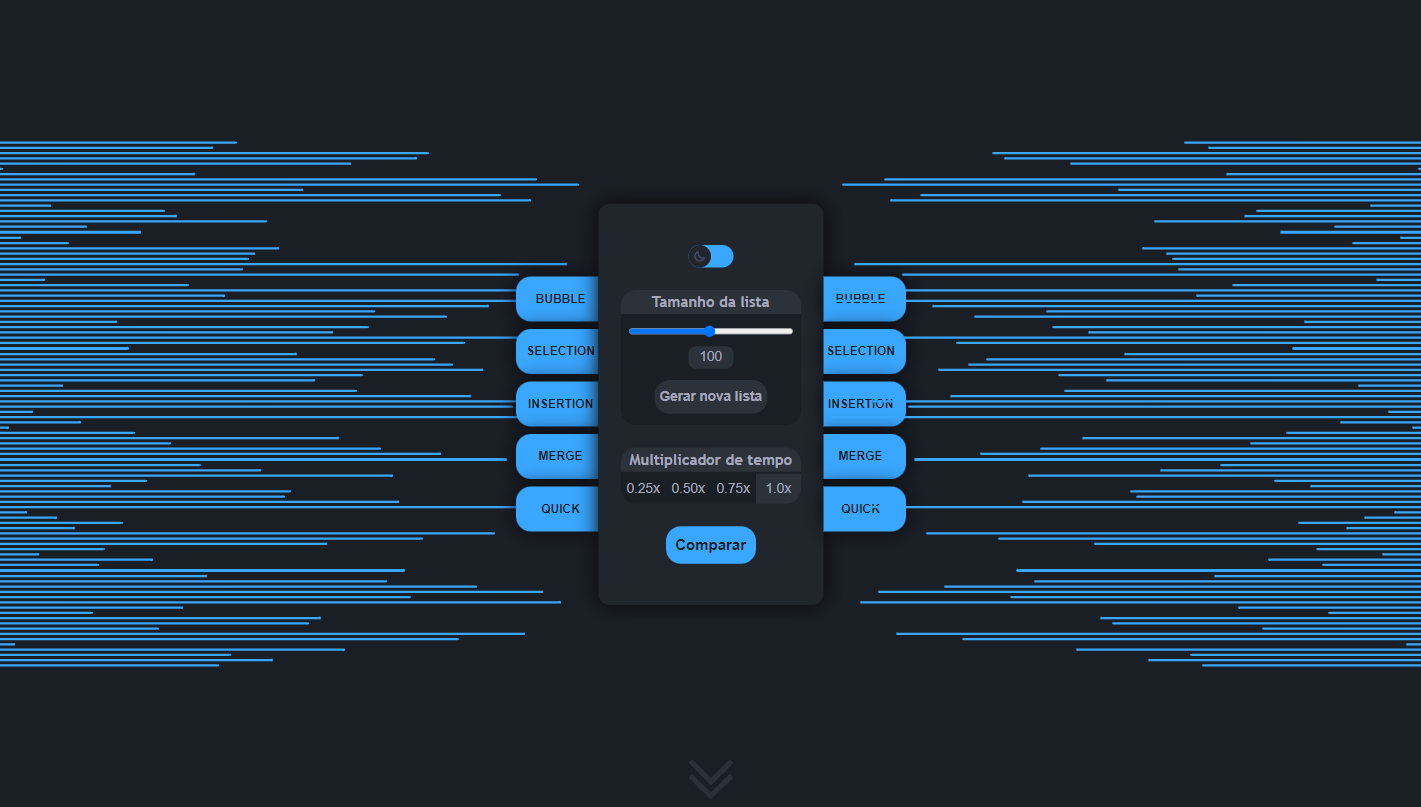 Tamanho da lista
100
Gerar nova lista
Multiplicador de tempo
0.25x 0.50x 0.75x 1.0x
Comparar
BUBBLE
SELECTION
INSERTION
MERGE
QUICK
BUBBLE
SELECTION
INSERTION
MERGE
QUICK